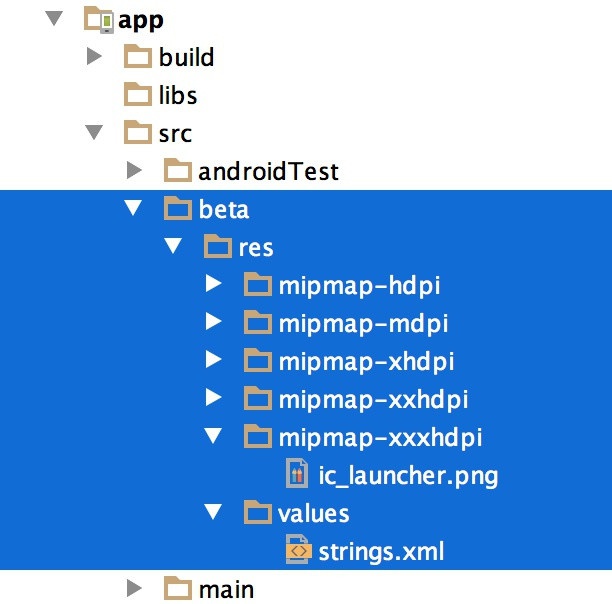 app
build
libs
src
androidTest
beta
res
mipmap-hdpi
mipmap-mdpi
mipmap-xhdpi
mipmap-xxhdpi
mipmap-xxxhdpi
ic_launcher.png
values
strings.xml
main